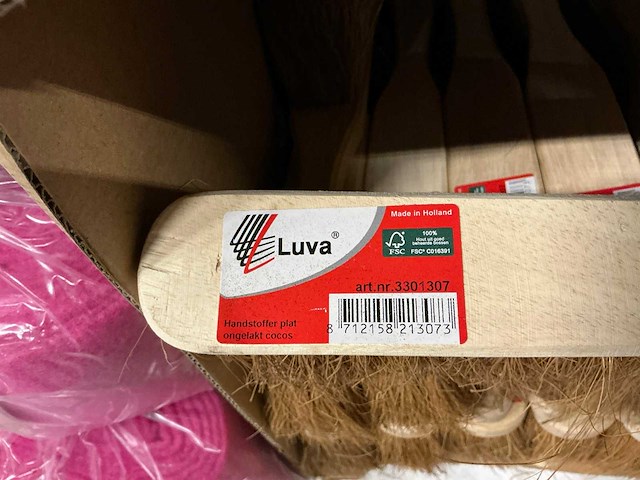 Luva®
Made in Holland
FSC
100%
Hout uit goed
beheerde bossen
FSC® C016391
art.nr.3301307
Handstoffer plat
ongelakt cocos
8 712158 213073